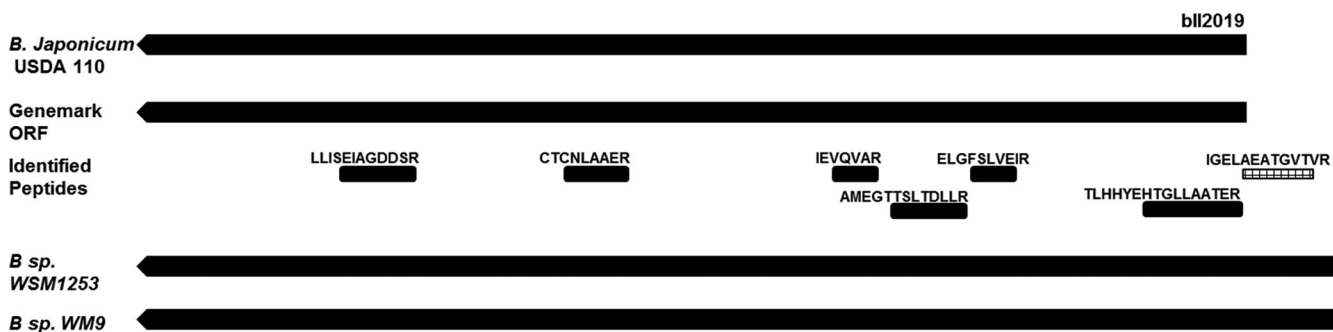 bll2019
B. Japonicum
USDA 110
Genemark
ORF
Identified
Peptides
LLISEIAGDDSR
CTCNLAAER
IEVQVAR
ELGFSLVEIR
IGELAEATGVTVR
AMEGTTSLTDLLR
TLHHYEHTGLLAATER
B sp.
WSM1253
B sp. WM9